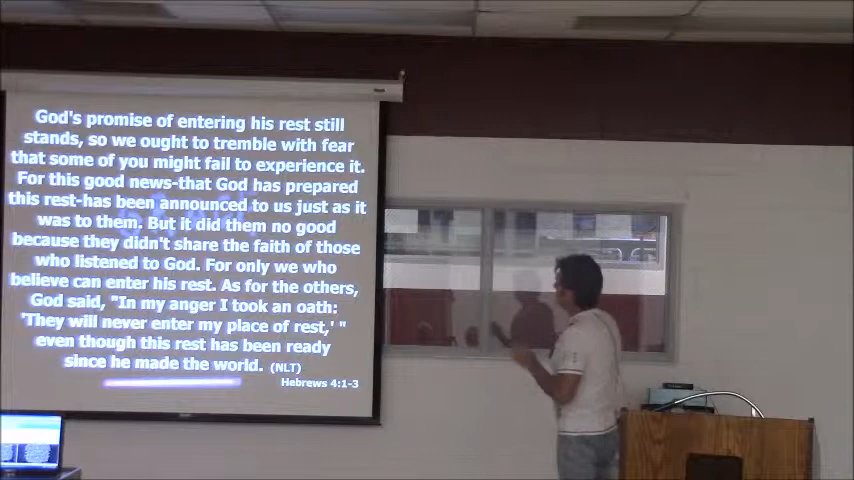 God's promise of entering his rest still
stands, so we ought to tremble with fear
that some of you might fail to experience it.
For this good news-that God has prepared
this rest-has been announced to us just as it
was to them. But it did them no good
because they didn't share the faith of those
who listened to God. For only we who
believe can enter his rest. As for the others,
God said, "In my anger I took an oath:
'They will never enter my place of rest,' "
even though this rest has been ready
since he made the world. (NLT)
Hebrews 4:1-3